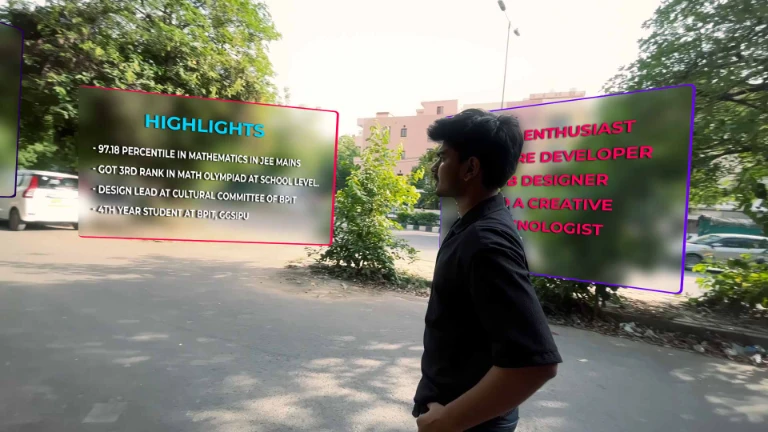 HIGHLIGHTS
- 97.18 PERCENTILE IN MATHEMATICS IN JEE MAINS
- GOT 3RD RANK IN MATH OLYMPIAD AT SCHOOL LEVEL.
- DESIGN LEAD AT CULTURAL COMMITTEE OF BPIT
- 4TH YEAR STUDENT AT BPIT, GGSIPU
ENTHUSIAST
DEVELOPER
DESIGNER
A CREATIVE